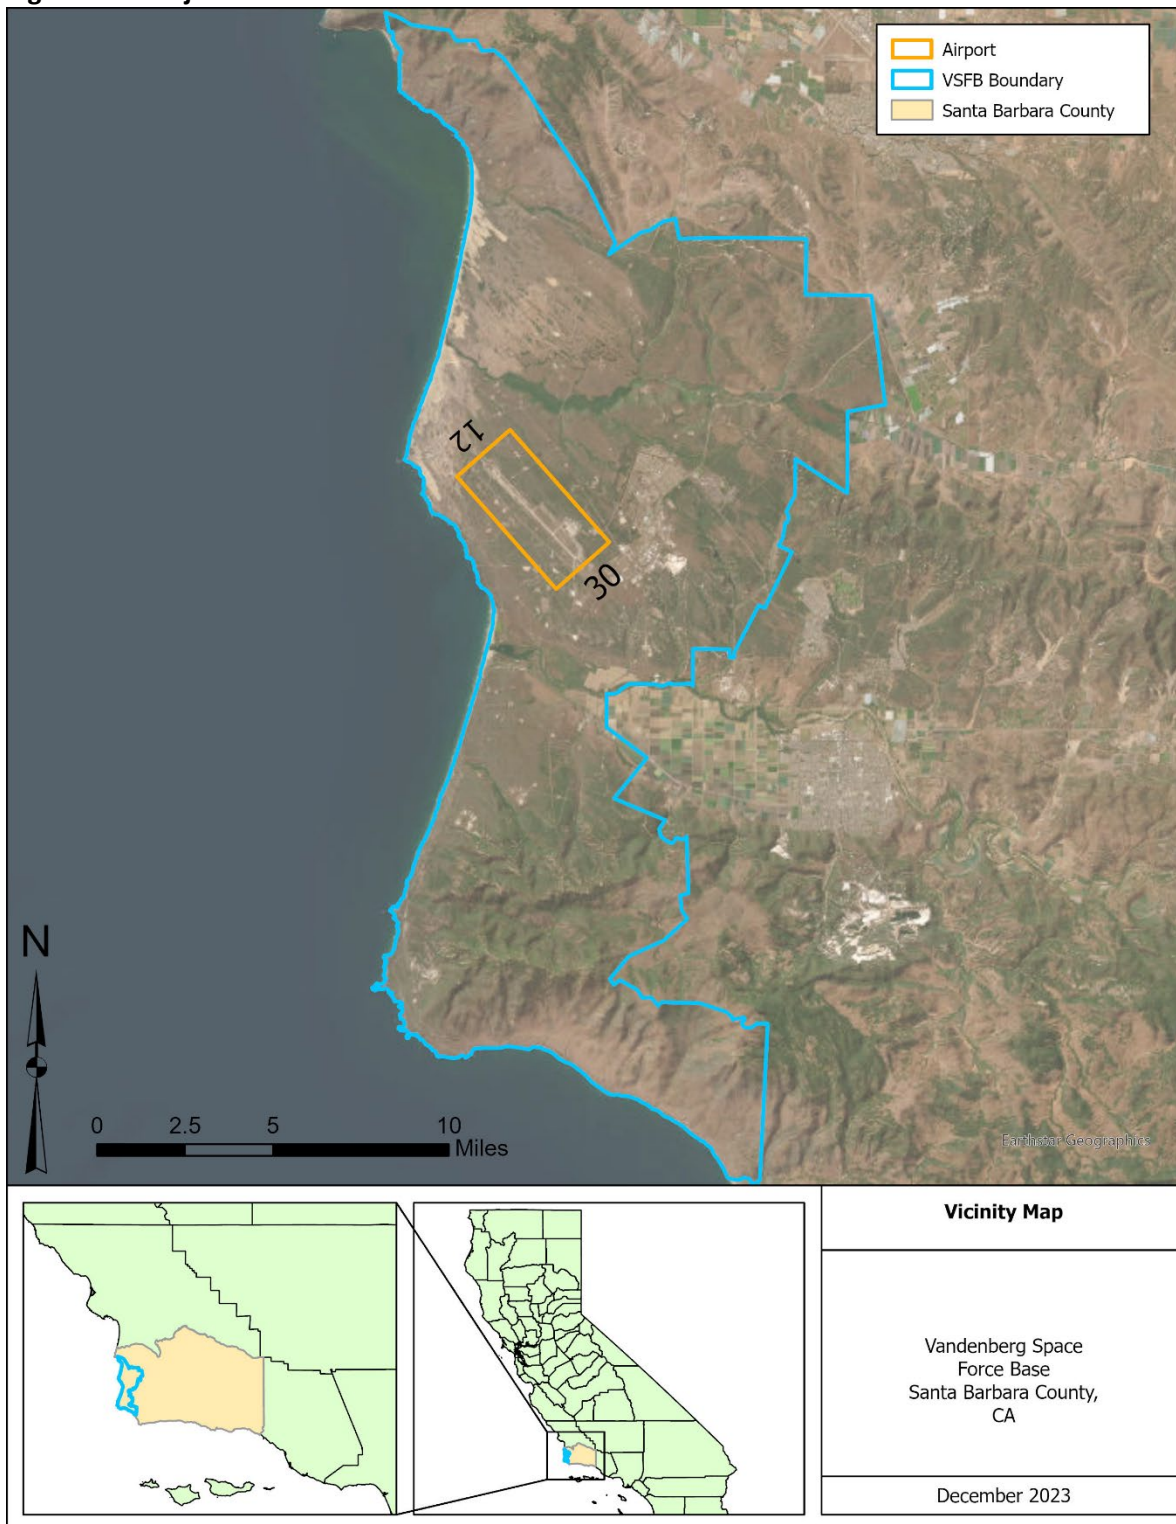 Airport
VSFB Boundary
Santa Barbara County
12
30
N
0 2.5 5 10
Miles
Earthstar Geographics
Vicinity Map
Vandenberg Space
Force Base
Santa Barbara County,
CA
December 2023